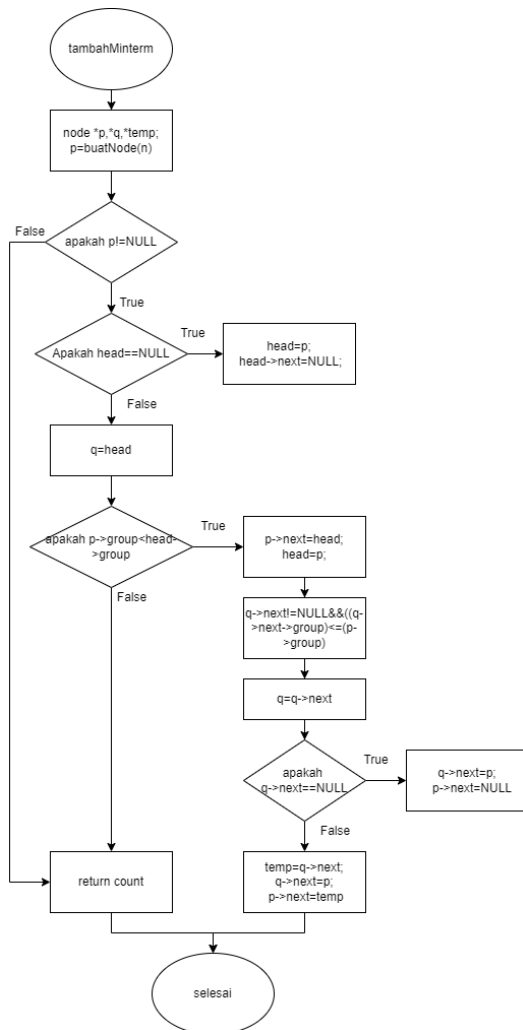 tambahMinterm
node *p,*q,*temp;
p=buatNode(n)
False
apakah p!=NULL
True
Apakah head==NULL
True
head=p;
head->next=NULL;
False
q=head
apakah p->group<head-
>group
True
p->next=head;
head=p;
False
q->next!=NULL&&((q-
>next->group)<=(p-
>group)
q=q->next
apakah
q->next==NULL
True
q->next=p;
p->next=NULL
False
return count
temp=q->next;
q->next=p;
p->next=temp
selesai